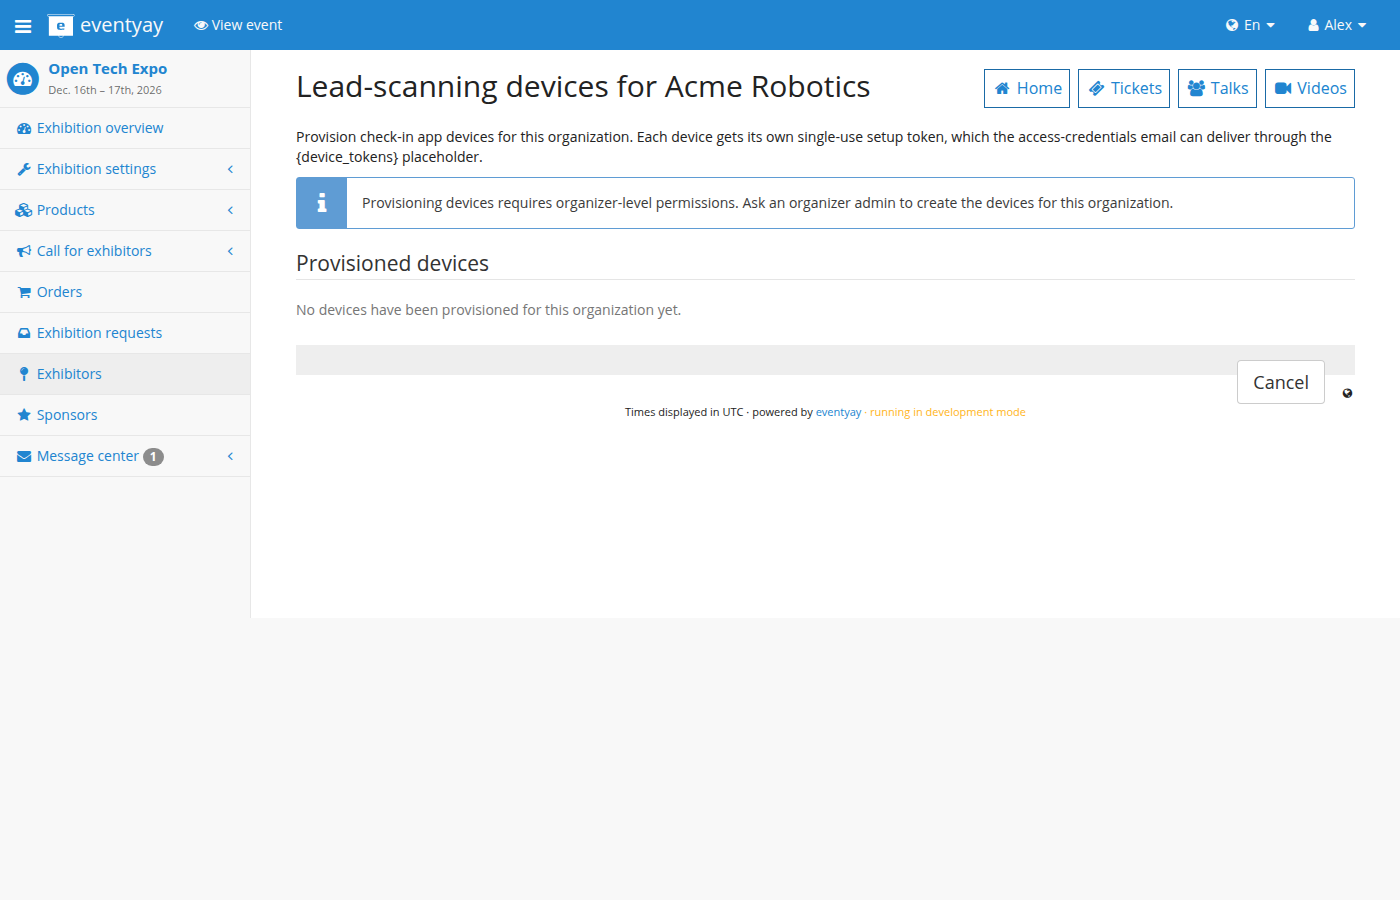 eventyay
View event
En
Alex
Open Tech Expo
Dec. 16th – 17th, 2026
Exhibition overview
Exhibition settings
Products
Call for exhibitors
Orders
Exhibition requests
Exhibitors
Sponsors
Message center 1
Lead-scanning devices for Acme Robotics
Home
Tickets
Talks
Videos
Provision check-in app devices for this organization. Each device gets its own single-use setup token, which the access-credentials email can deliver through the
{device_tokens} placeholder.
Provisioning devices requires organizer-level permissions. Ask an organizer admin to create the devices for this organization.
Provisioned devices
No devices have been provisioned for this organization yet.
Cancel
Times displayed in UTC · powered by eventyay · running in development mode